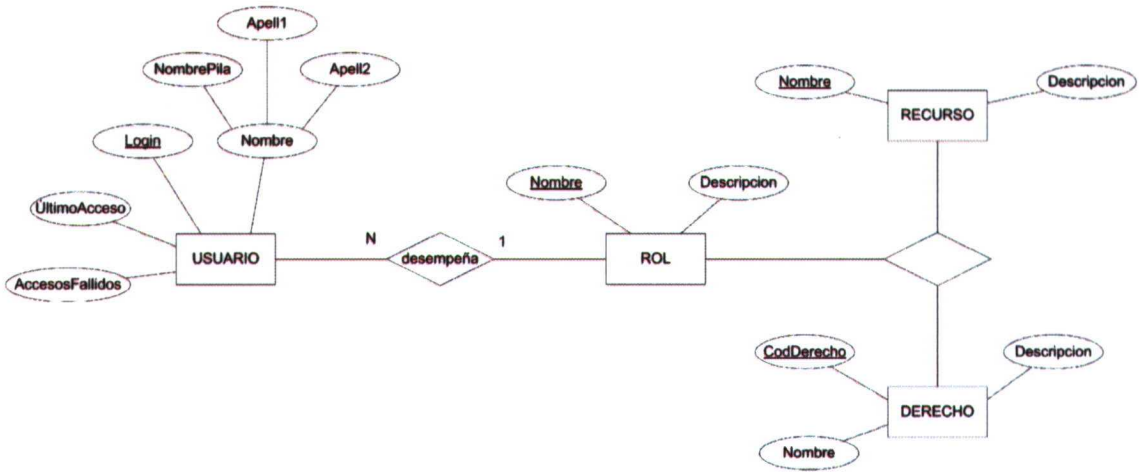 Apell1
NombrePila
Apell2
Login
Nombre
ÚltimoAcceso
AccesosFallidos
USUARIO
N
desempeña
1
Nombre
Descripcion
ROL
Nombre
Descripcion
RECURSO
CodDerecho
Descripcion
DERECHO
Nombre